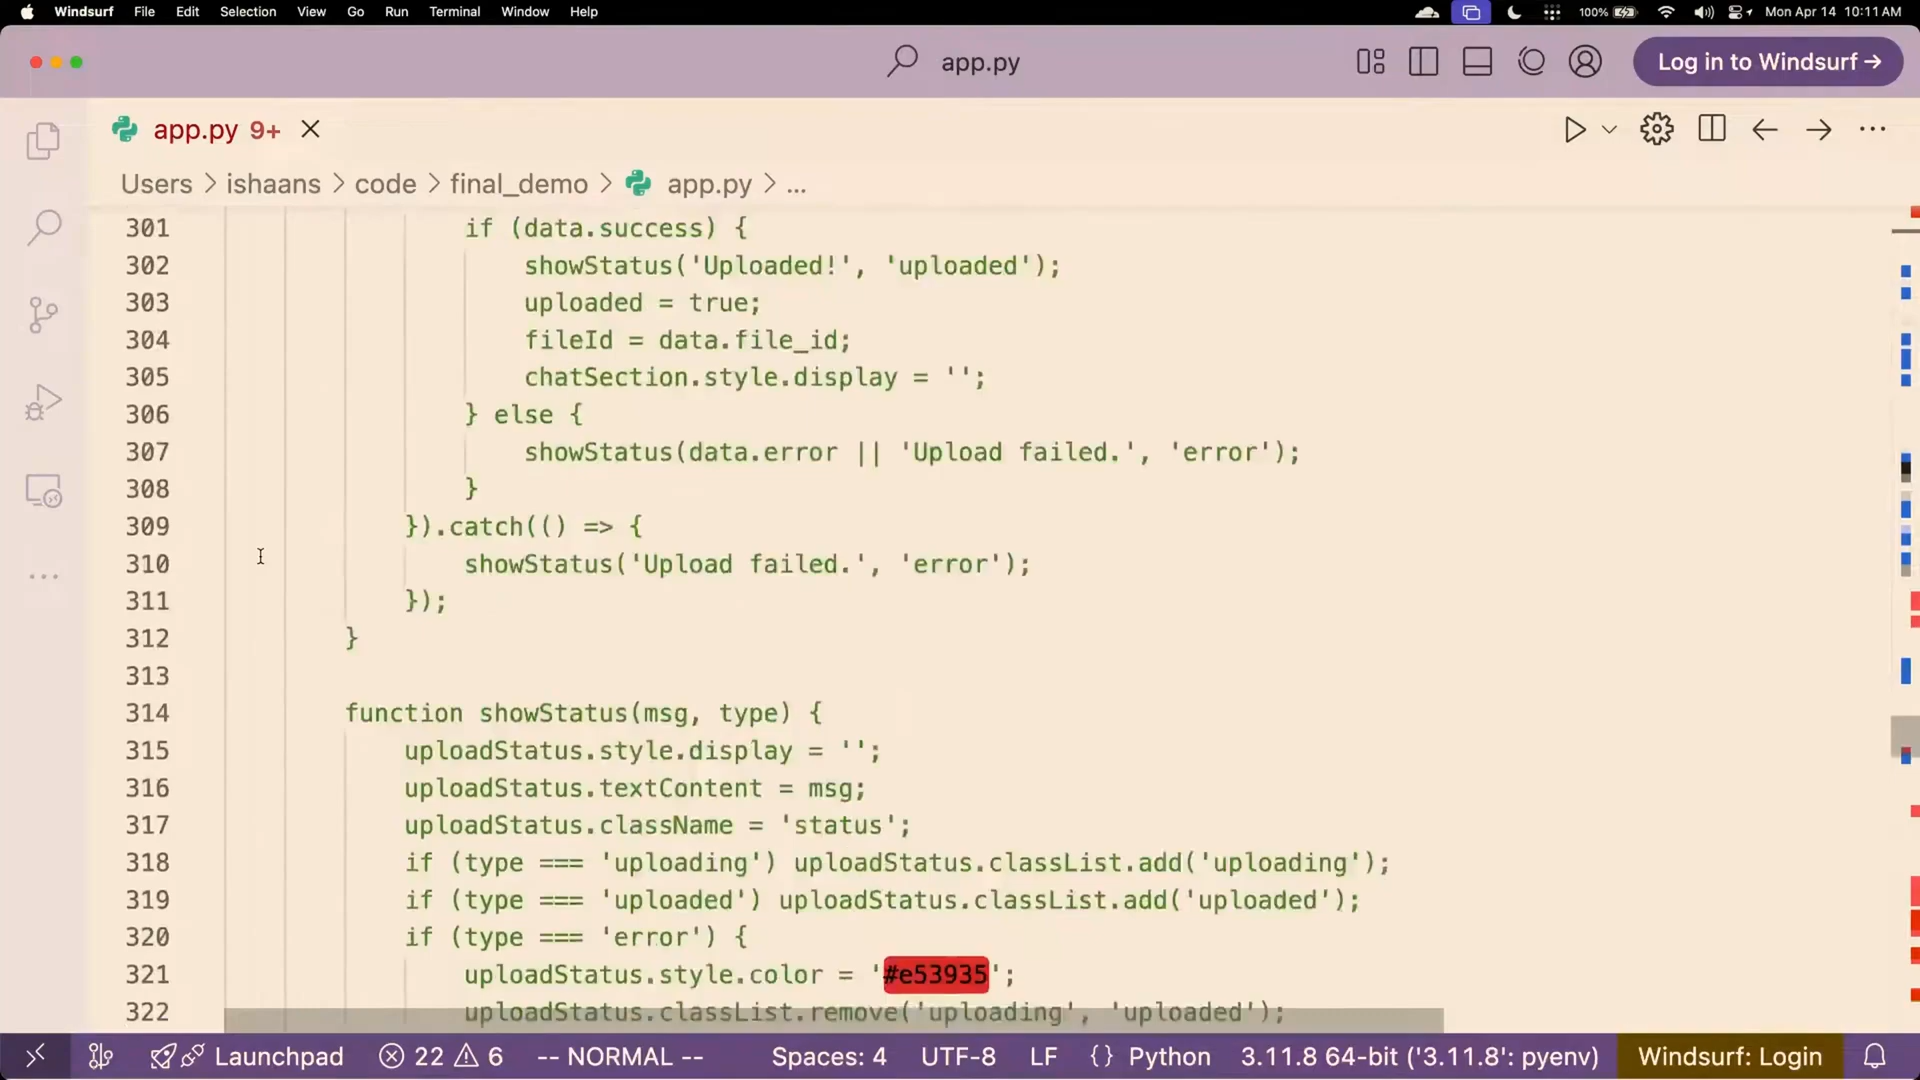 Windsurf File Edit Selection View Go Run Terminal Window Help 100% Mon Apr 14 10:11 AM
app.py Log in to Windsurf →
app.py 9+
Users > ishaans > code > final_demo > app.py > ...
301 if (data.success) {
302 showStatus('Uploaded!', 'uploaded');
303 uploaded = true;
304 fileId = data.file_id;
305 chatSection.style.display = '';
306 } else {
307 showStatus(data.error || 'Upload failed.', 'error');
308 }
309 }).catch(() => {
310 showStatus('Upload failed.', 'error');
311 });
312 }
313
314 function showStatus(msg, type) {
315 uploadStatus.style.display = '';
316 uploadStatus.textContent = msg;
317 uploadStatus.className = 'status';
318 if (type === 'uploading') uploadStatus.classList.add('uploading');
319 if (type === 'uploaded') uploadStatus.classList.add('uploaded');
320 if (type === 'error') {
321 uploadStatus.style.color = '#e53935';
322 uploadStatus.classList.remove('uploading', 'uploaded');
Launchpad 22 6 -- NORMAL -- Spaces: 4 UTF-8 LF {} Python 3.11.8 64-bit ('3.11.8': pyenv) Windsurf: Login